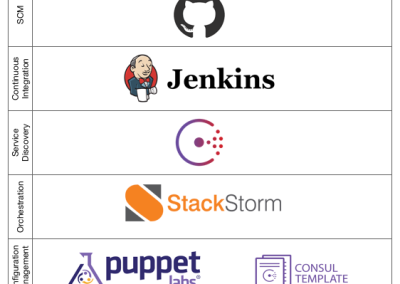 SCM
Continuous
Integration
Jenkins
Service
Discovery
Orchestration
StackStorm
puppet
labs®
CONSUL
TEMPLATE